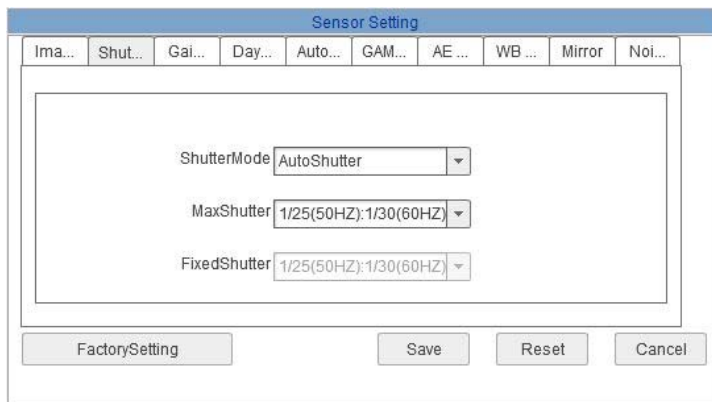 Sensor Setting
Ima... Shut... Gai... Day... Auto... GAM... AE ... WB ... Mirror Noi...
ShutterMode AutoShutter
MaxShutter 1/25(50HZ):1/30(60HZ)
FixedShutter 1/25(50HZ):1/30(60HZ)
FactorySetting Save Reset Cancel